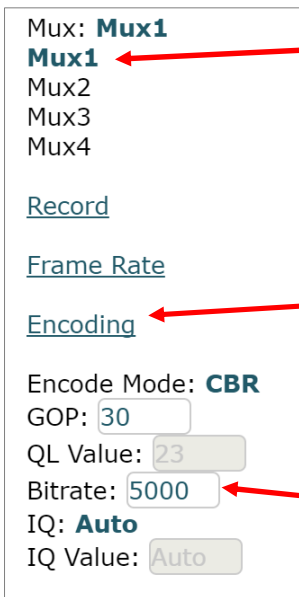 Mux: Mux1
Mux1
Mux2
Mux3
Mux4
Record
Frame Rate
Encoding
Encode Mode: CBR
GOP: 30
QL Value: 23
Bitrate: 5000
IQ: Auto
IQ Value: Auto